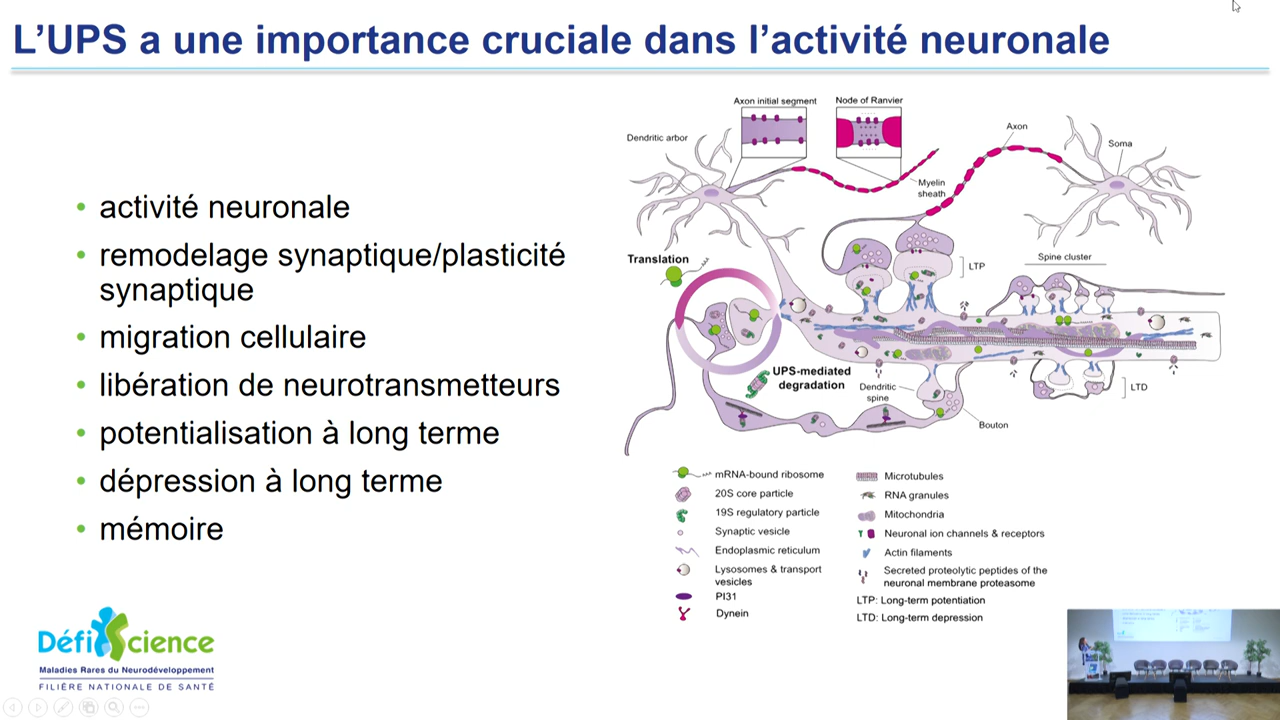 L’UPS a une importance cruciale dans l’activité neuronale
• activité neuronale
• remodelage synaptique/plasticité
synaptique
• migration cellulaire
• libération de neurotransmetteurs
• potentialisation à long terme
• dépression à long terme
• mémoire
Axon initial segment
Node of Ranvier
Dendritic arbor
Axon
Soma
Myelin
sheath
Translation
LTP
Spine cluster
UPS-mediated
degradation
Dendritic
spine
LTD
Bouton
mRNA-bound ribosome
20S core particle
19S regulatory particle
Synaptic vesicle
Endoplasmic reticulum
Lysosomes & transport
vesicles
PI31
Dynein
Microtubules
RNA granules
Mitochondria
Neuronal ion channels & receptors
Actin filaments
Secreted proteolytic peptides of the
neuronal membrane proteasome
LTP: Long-term potentiation
LTD: Long-term depression
DéfiScience
Maladies Rares du Neurodéveloppement
FILIÈRE NATIONALE DE SANTÉ